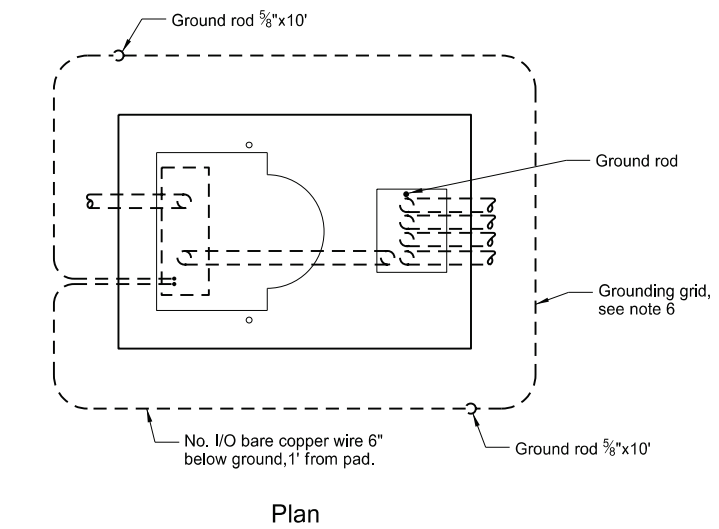 Ground rod ⅝"x10'
Ground rod
Grounding grid,
see note 6
No. I/O bare copper wire 6"
below ground,1' from pad.
Ground rod ⅝"x10'
Plan